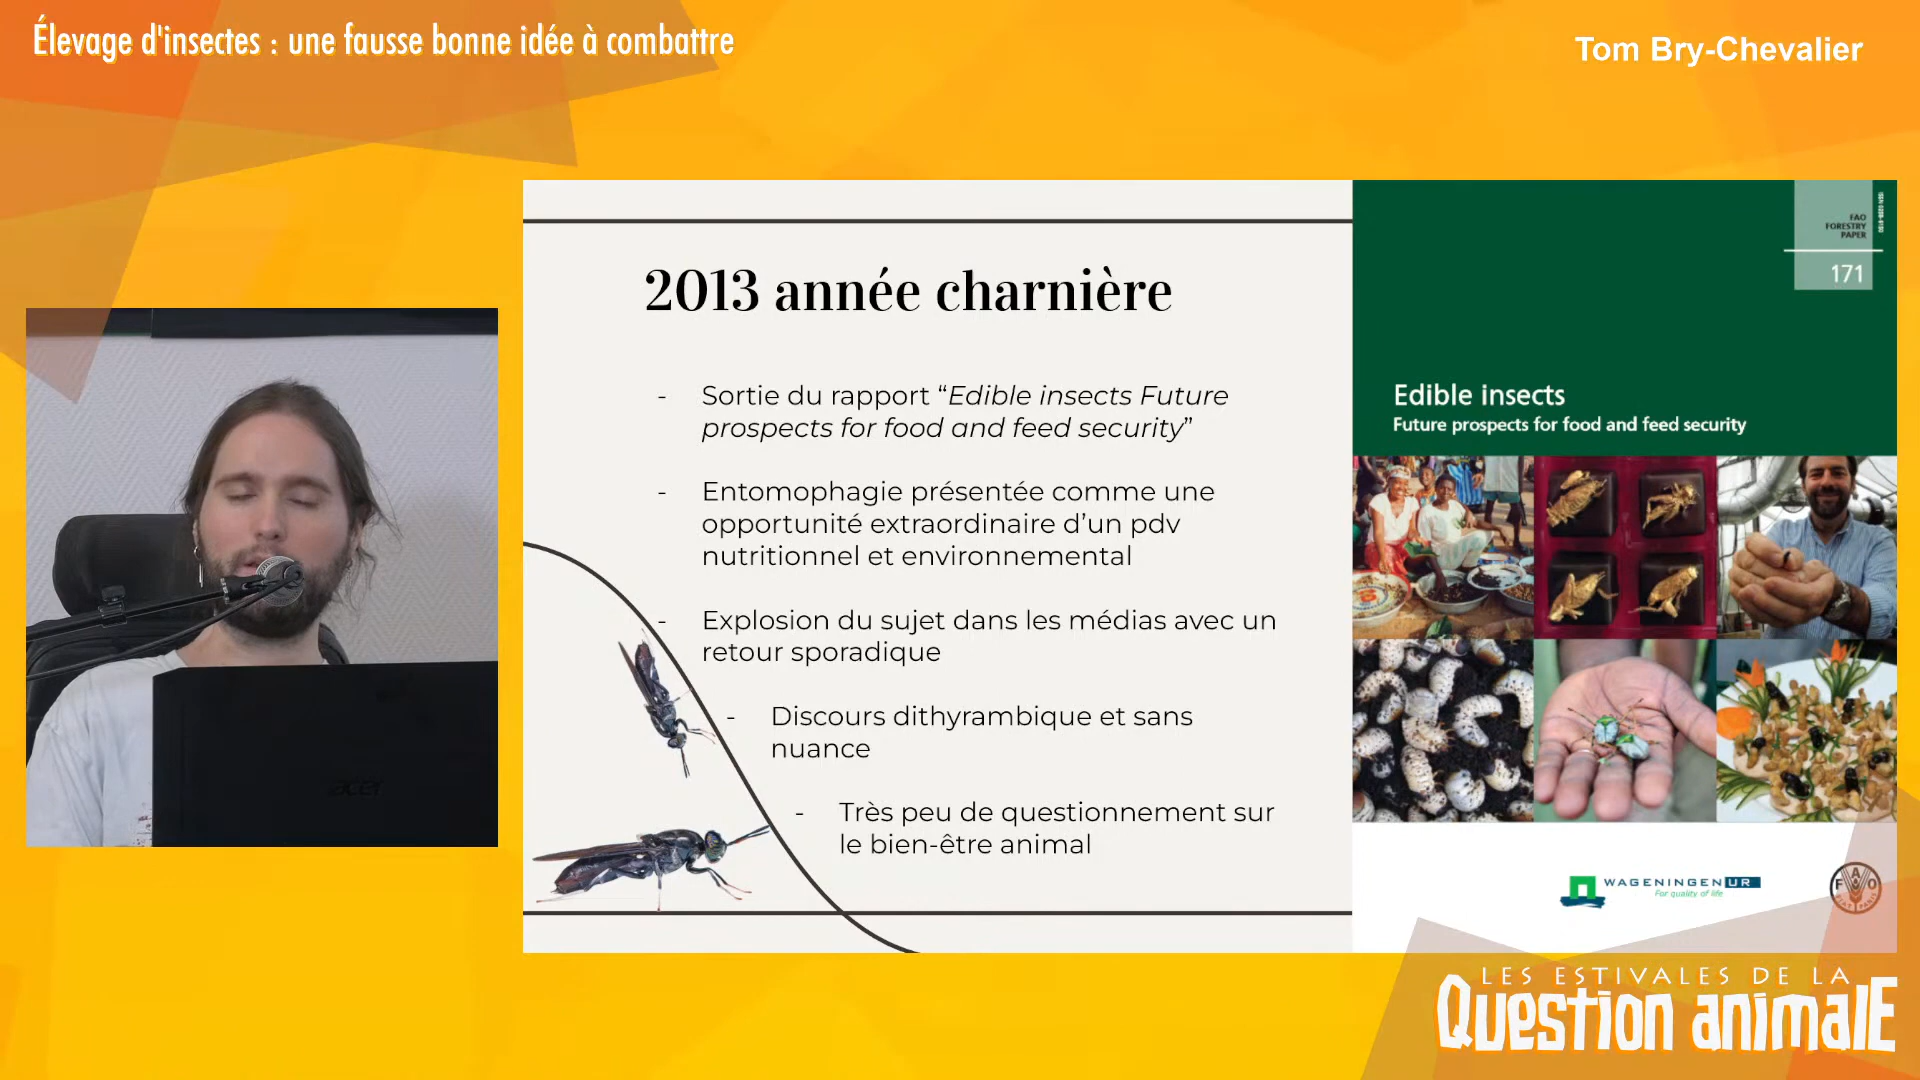 Élevage d'insectes : une fausse bonne idée à combattre
Tom Bry-Chevalier
2013 année charnière
- Sortie du rapport “Edible insects Future
prospects for food and feed security”
- Entomophagie présentée comme une
opportunité extraordinaire d’un pdv
nutritionnel et environnemental
- Explosion du sujet dans les médias avec un
retour sporadique
- Discours dithyrambique et sans
nuance
- Très peu de questionnement sur
le bien-être animal
FAO
FORESTRY
PAPER
171
Edible insects
Future prospects for food and feed security
WAGENINGEN UR
For quality of life
FAO
FIAT PANIS
acer
LES ESTIVALES DE LA
QUESTION ANIMALE